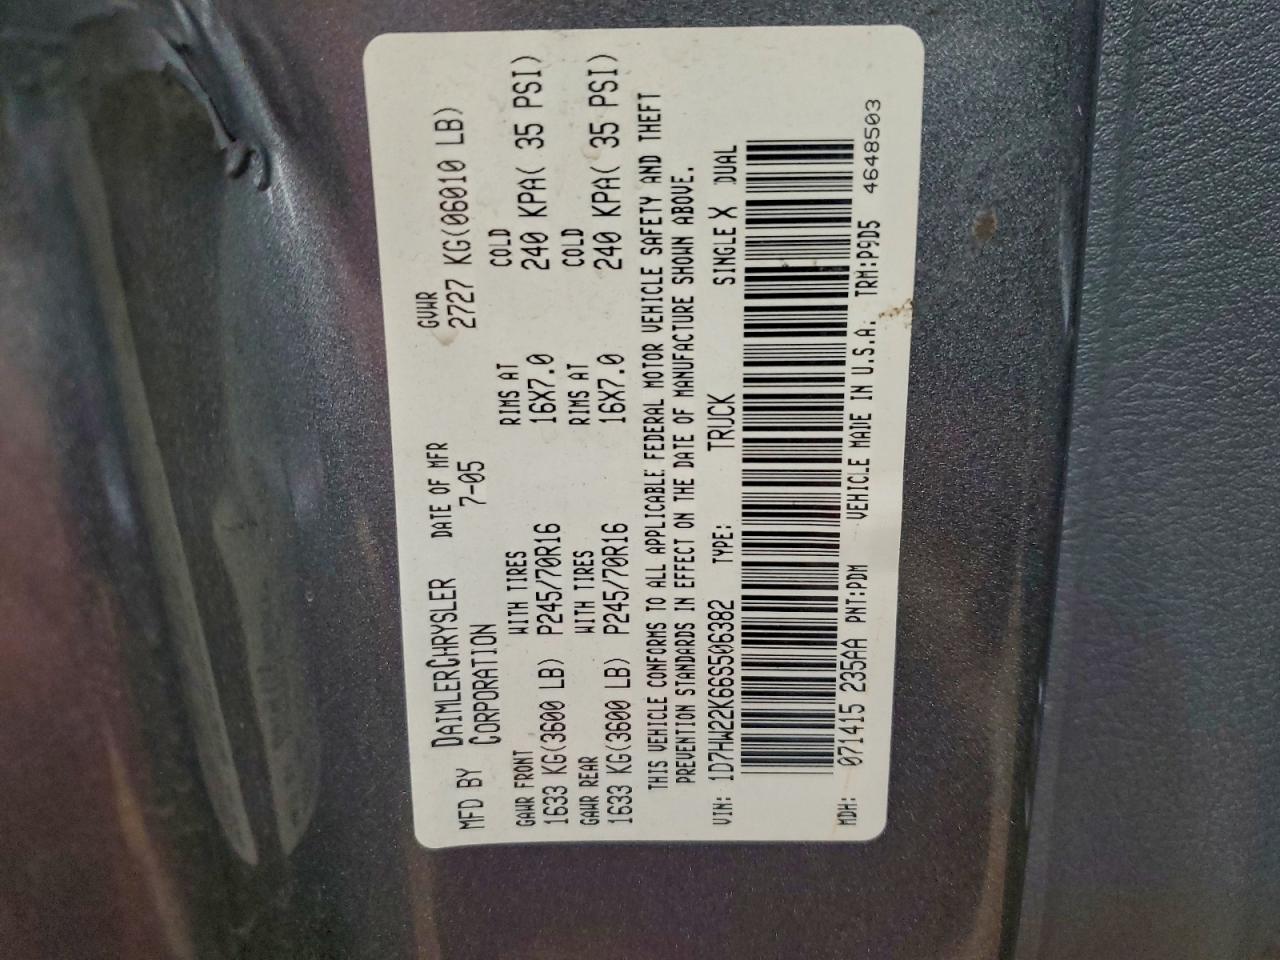 MFD BY DAIMLERCHRYSLER DATE OF MFR GVWR
CORPORATION 7-05 2727 KG(06010 LB)
GAWR FRONT WITH TIRES RIMS AT COLD
1633 KG(3600 LB) P245/70R16 16X7.0 240 KPA( 35 PSI)
GAWR REAR WITH TIRES RIMS AT COLD
1633 KG(3600 LB) P245/70R16 16X7.0 240 KPA( 35 PSI)
THIS VEHICLE CONFORMS TO ALL APPLICABLE FEDERAL MOTOR VEHICLE SAFETY AND THEFT
PREVENTION STANDARDS IN EFFECT ON THE DATE OF MANUFACTURE SHOWN ABOVE.
VIN: 1D7HW22K66S506382 TYPE: TRUCK SINGLE X DUAL
MDH: 071415 235AA PNT:PDM VEHICLE MADE IN U.S.A. TRM:P9D5 4648503